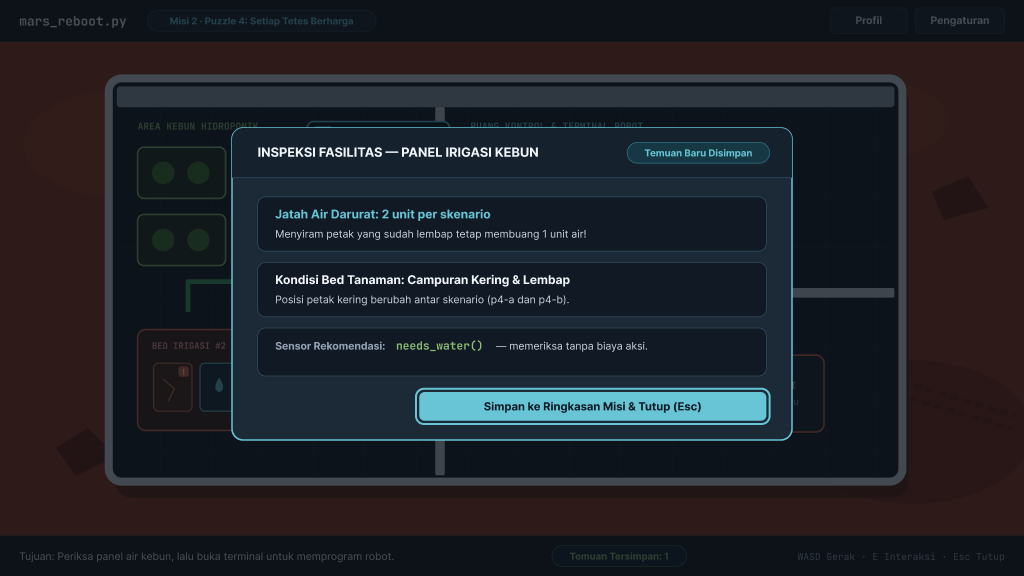 mars_reboot.py
Misi 2 · Puzzle 4: Setiap Tetes Berharga
Profil
Pengaturan
AREA KEBUN HIDROPONIK
RUANG KONTROL & TERMINAL ROBOT
INSPEKSI FASILITAS — PANEL IRIGASI KEBUN
Temuan Baru Disimpan
Jatah Air Darurat: 2 unit per skenario
Menyiram petak yang sudah lembap tetap membuang 1 unit air!
Kondisi Bed Tanaman: Campuran Kering & Lembap
Posisi petak kering berubah antar skenario (p4-a dan p4-b).
BED IRIGASI #2
!
Sensor Rekomendasi: needs_water() — memeriksa tanpa biaya aksi.
Simpan ke Ringkasan Misi & Tutup (Esc)
Tujuan: Periksa panel air kebun, lalu buka terminal untuk memprogram robot.
Temuan Tersimpan: 1
WASD Gerak · E Interaksi · Esc Tutup